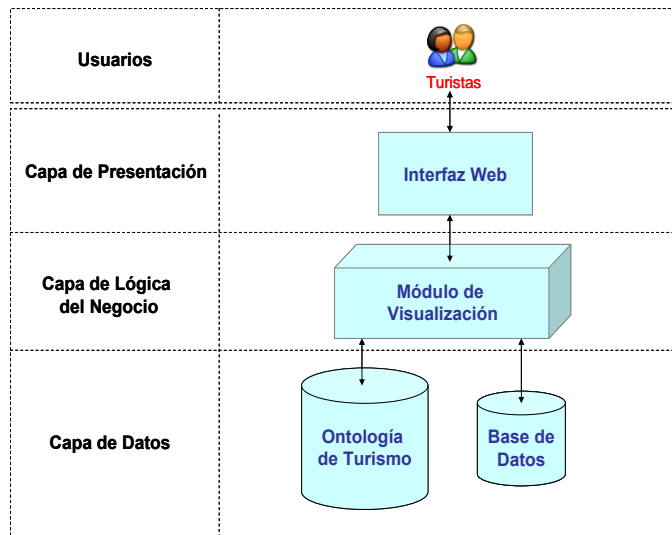 Usuarios
Turistas
Capa de Presentación
Interfaz Web
Capa de Lógica
del Negocio
Módulo de
Visualización
Capa de Datos
Ontología
de Turismo
Base de
Datos